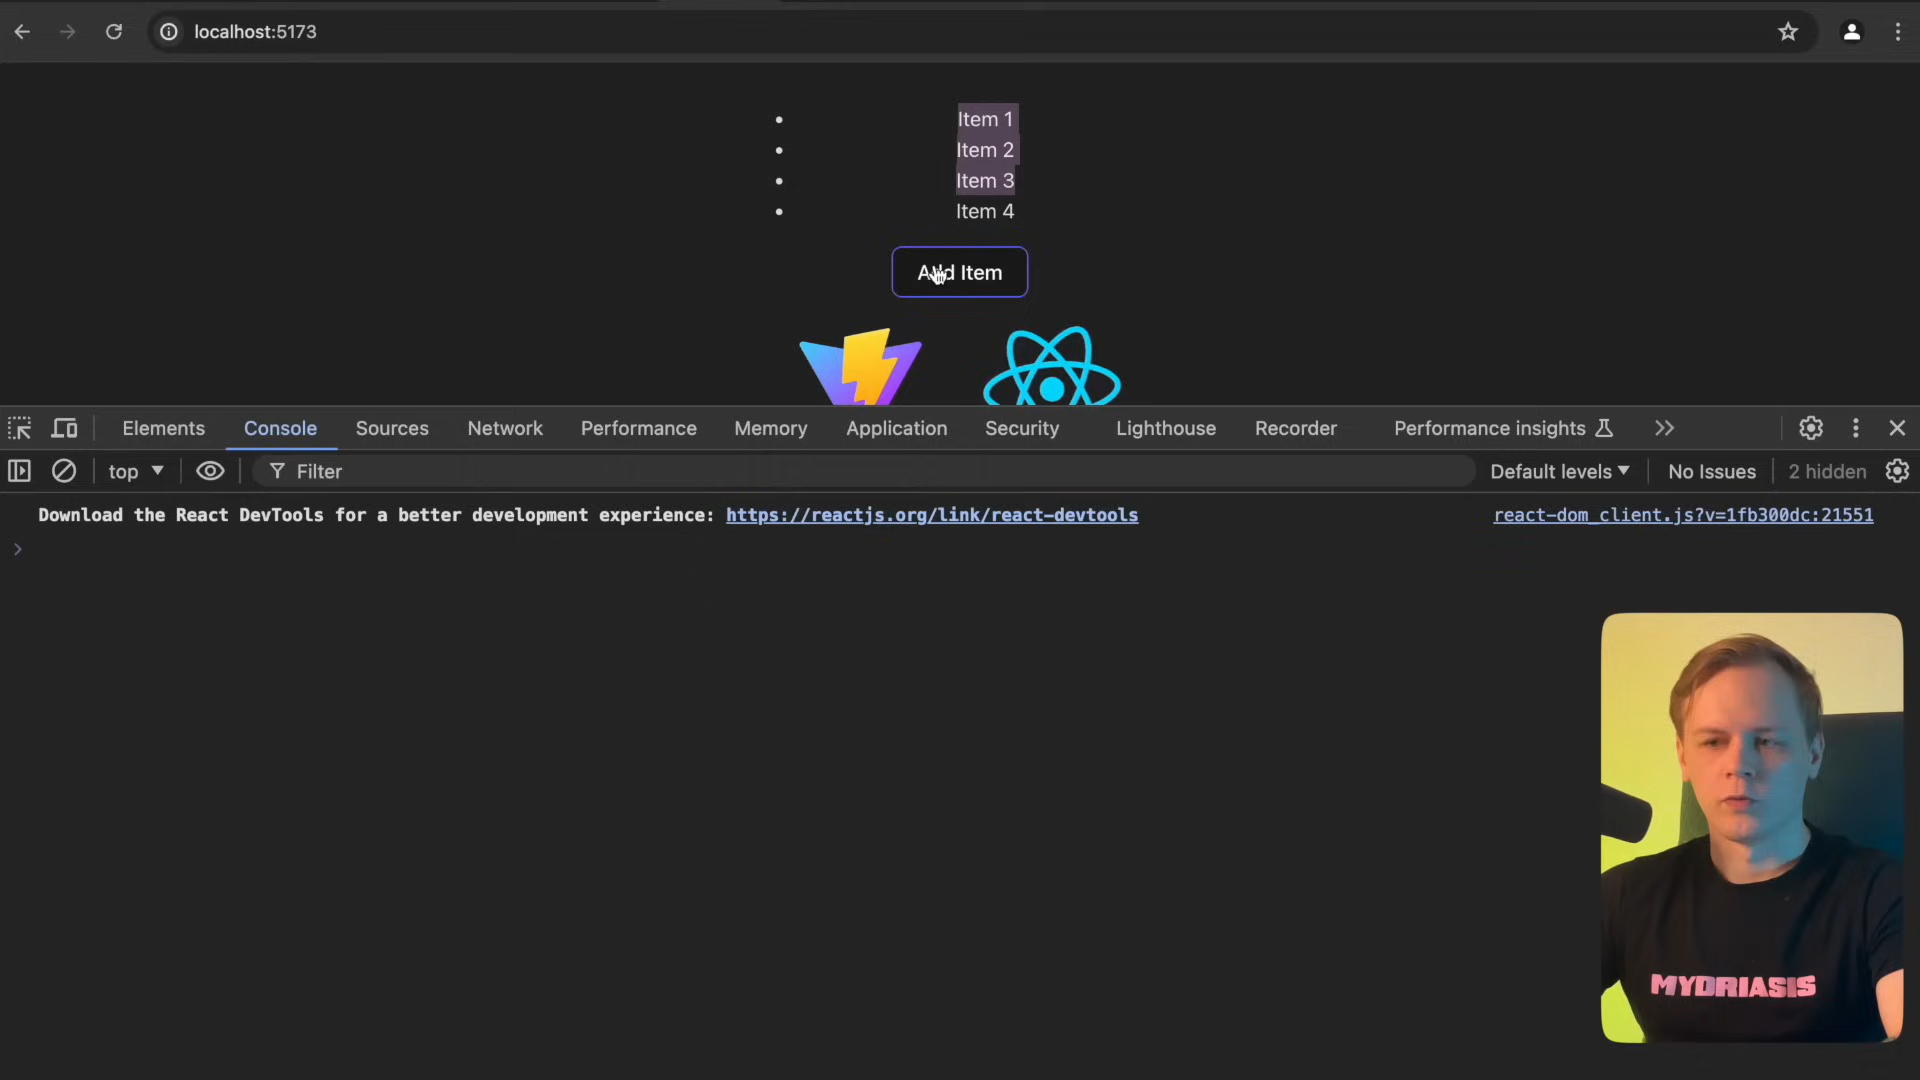 localhost:5173
Item 1
Item 2
Item 3
Item 4
Add Item
Elements Console Sources Network Performance Memory Application Security Lighthouse Recorder Performance insights
top Filter Default levels No Issues 2 hidden
Download the React DevTools for a better development experience: https://reactjs.org/link/react-devtools react-dom_client.js?v=1fb300dc:21551
MYDRIASIS